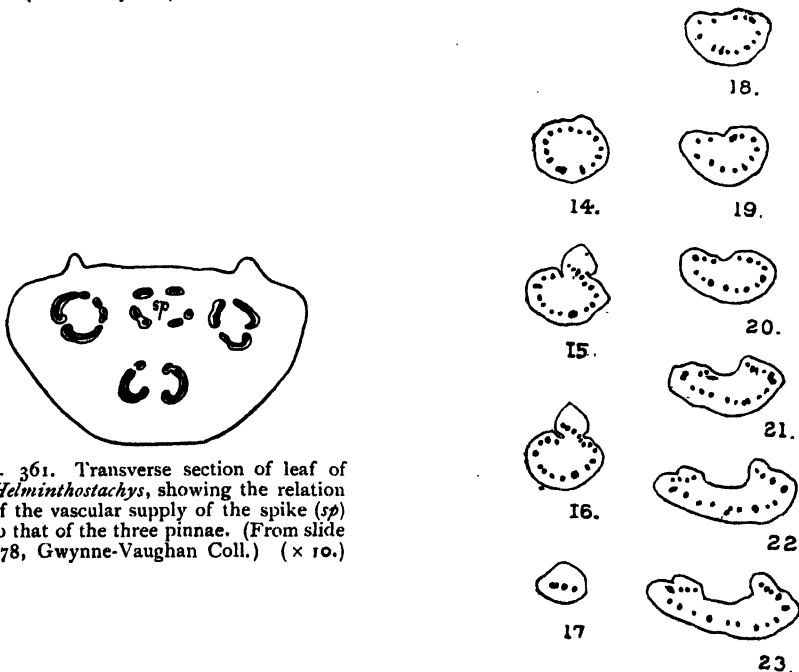 sp
. 361. Transverse section of leaf of
Helminthostachys, showing the relation
f the vascular supply of the spike (sp)
that of the three pinnae. (From slide
78, Gwynne-Vaughan Coll.) (× 10.)
18.
14.
19.
15.
20.
21.
16.
22
17
23.